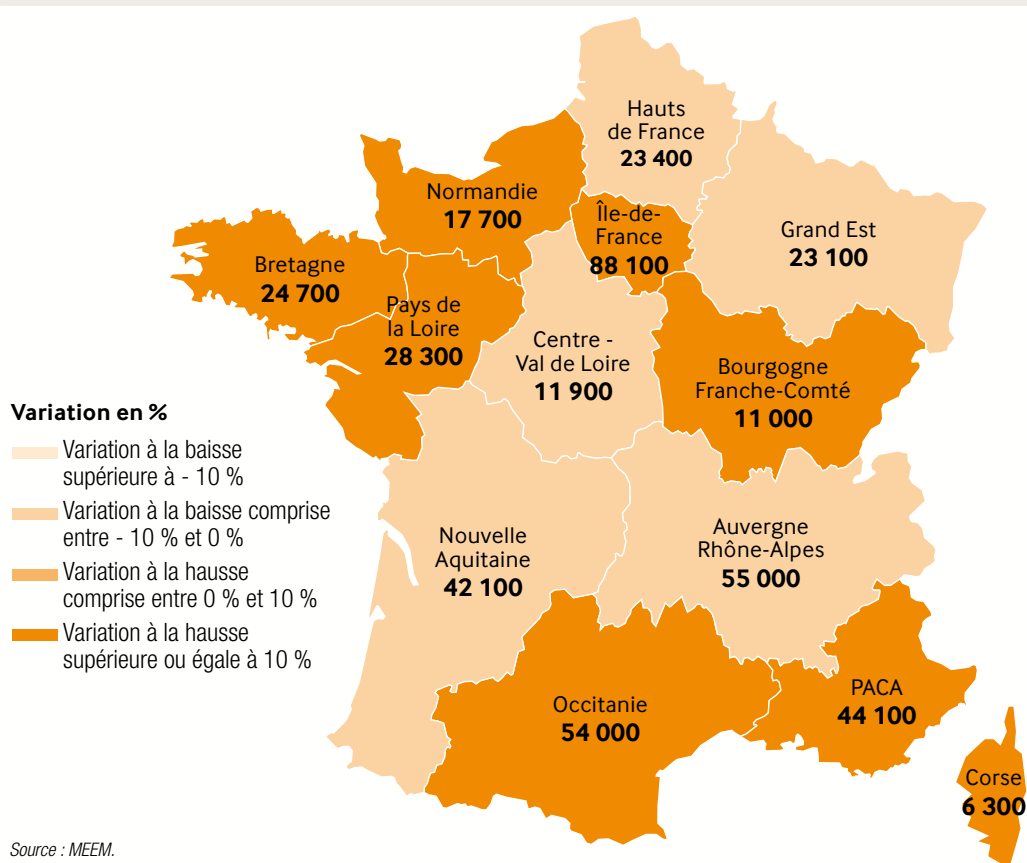 Hauts
de France
23 400
Normandie
17 700
Île-de-
France
88 100
Grand Est
23 100
Bretagne
24 700
Pays de
la Loire
28 300
Centre -
Val de Loire
11 900
Bourgogne
Franche-Comté
11 000
Variation en %
Variation à la baisse
supérieure à - 10 %
Variation à la baisse comprise
entre - 10 % et 0 %
Variation à la hausse
comprise entre 0 % et 10 %
Variation à la hausse
supérieure ou égale à 10 %
Nouvelle
Aquitaine
42 100
Auvergne
Rhône-Alpes
55 000
Occitanie
54 000
PACA
44 100
Corse
6 300
Source : MEEM.